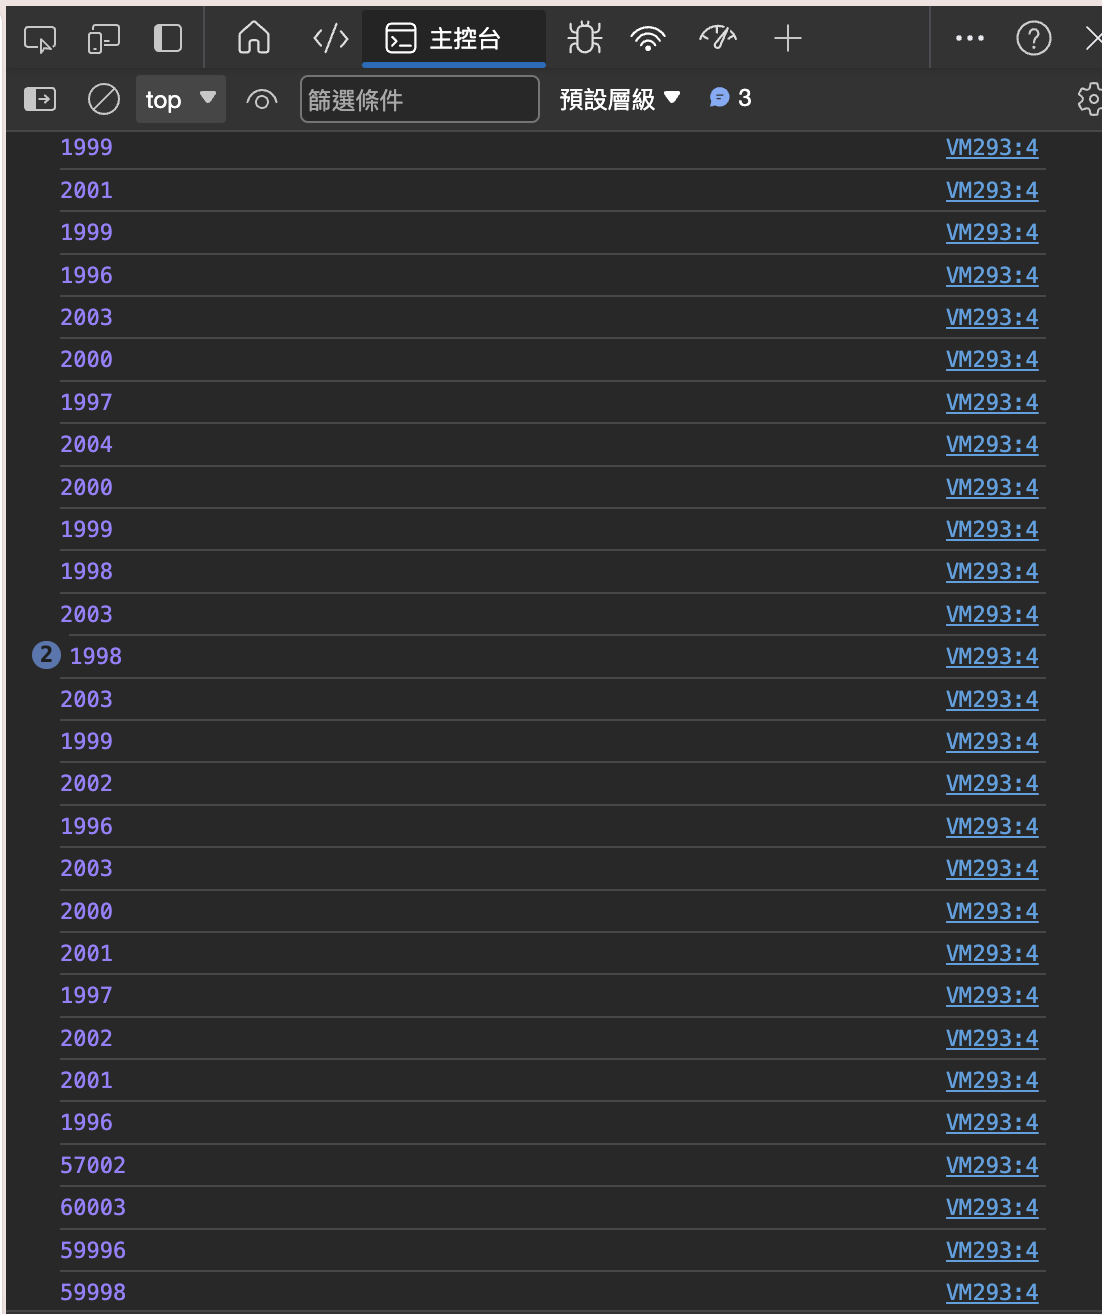 主控台
top 篩選條件 預設層級 3
1999 VM293:4
2001 VM293:4
1999 VM293:4
1996 VM293:4
2003 VM293:4
2000 VM293:4
1997 VM293:4
2004 VM293:4
2000 VM293:4
1999 VM293:4
1998 VM293:4
2003 VM293:4
2 1998 VM293:4
2003 VM293:4
1999 VM293:4
2002 VM293:4
1996 VM293:4
2003 VM293:4
2000 VM293:4
2001 VM293:4
1997 VM293:4
2002 VM293:4
2001 VM293:4
1996 VM293:4
57002 VM293:4
60003 VM293:4
59996 VM293:4
59998 VM293:4